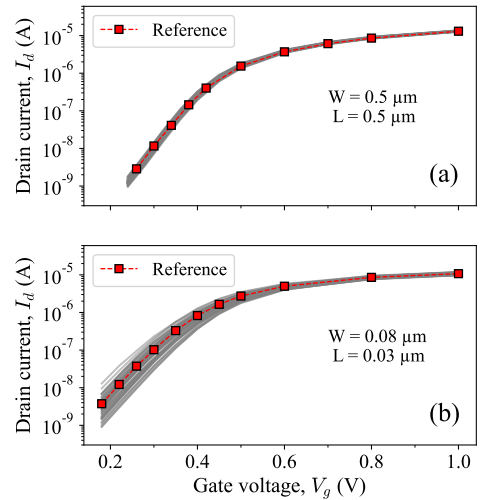 Drain current, I_d (A)
10⁻⁵
10⁻⁶
10⁻⁷
10⁻⁸
10⁻⁹
Reference
W = 0.5 µm
L = 0.5 µm
(a)
Drain current, I_d (A)
10⁻⁵
10⁻⁶
10⁻⁷
10⁻⁸
10⁻⁹
Reference
W = 0.08 µm
L = 0.03 µm
(b)
0.2 0.4 0.6 0.8 1.0
Gate voltage, V_g (V)